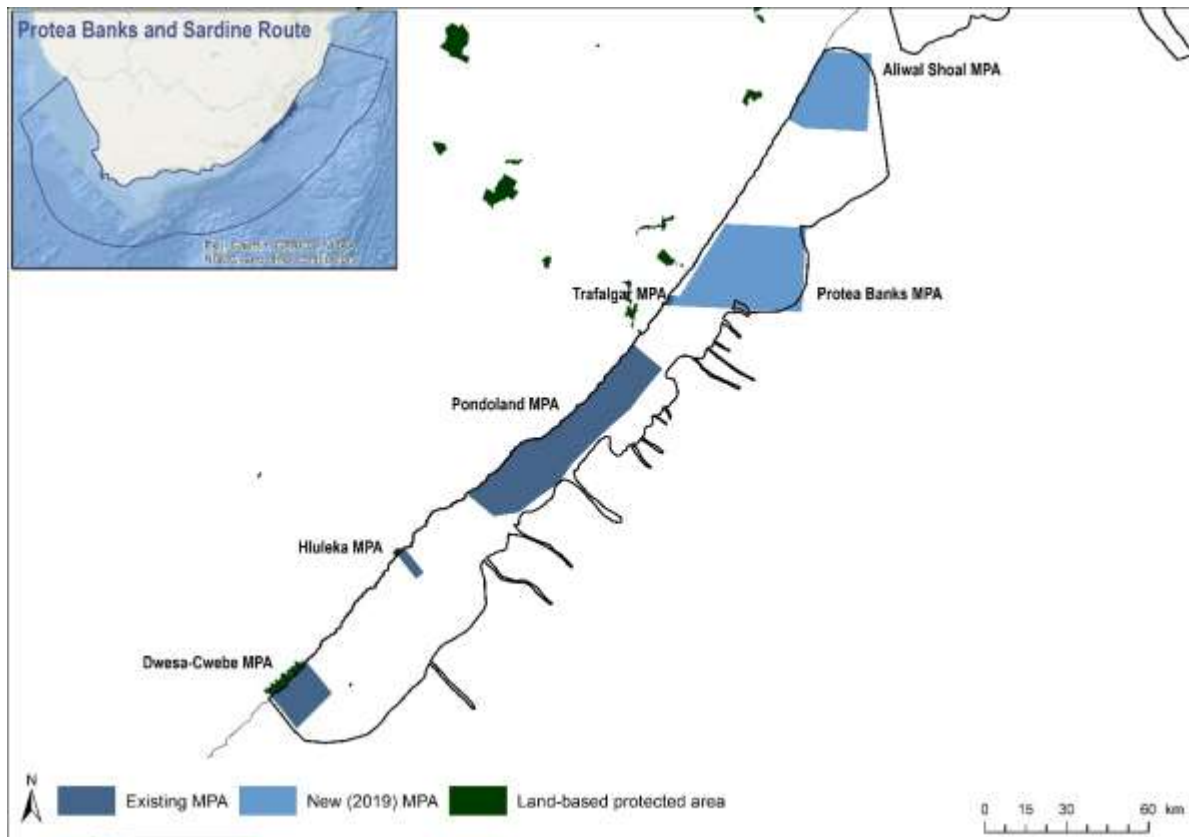 Protea Banks and Sardine Route
Aliwal Shoal MPA
Trafalgar MPA
Protea Banks MPA
Pondoland MPA
Hluleka MPA
Dwesa-Cwebe MPA
N
Existing MPA
New (2019) MPA
Land-based protected area
0 15 30 60 km